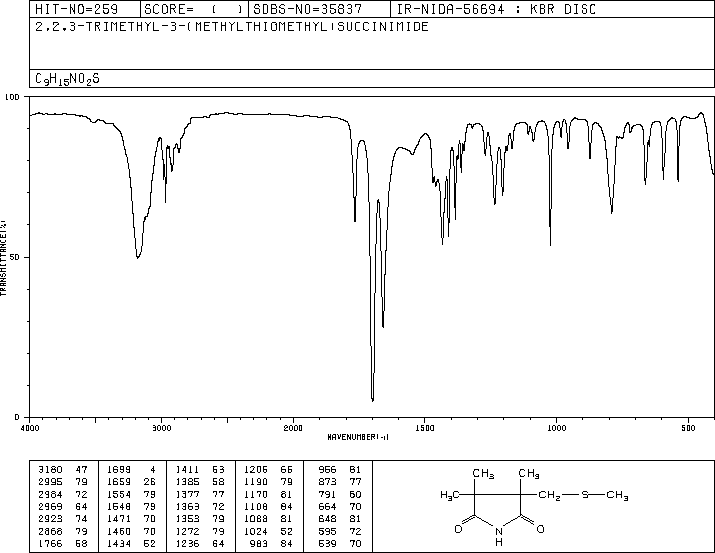 HIT-NO=259 SCORE= ( ) SDBS-NO=35837 IR-NIDA-56694 : KBR DISC
2,2,3-TRIMETHYL-3-(METHYLTHIOMETHYL)SUCCINIMIDE
C9H15NO2S
100
50
0
TRANSMITTANCE(%)
4000 3000 2000 1500 1000 500
WAVENUMBER(-1)
3180 47 1699 4 1411 53 1206 66 956 81
2995 79 1659 26 1385 58 1190 79 873 77
2984 72 1554 79 1377 77 1170 81 791 60
2969 64 1548 79 1363 72 1108 84 664 70
2923 74 1471 70 1353 79 1088 81 648 81
2868 79 1460 70 1272 79 1024 52 595 72
1766 58 1434 52 1236 64 983 84 539 70
CH3 CH3
H3C CH2 S CH3
O N O
H